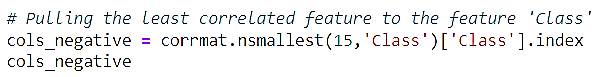 # Pulling the least correlated feature to the feature 'Class'
cols_negative = corrmat.nsmallest(15,'Class')['Class'].index
cols_negative